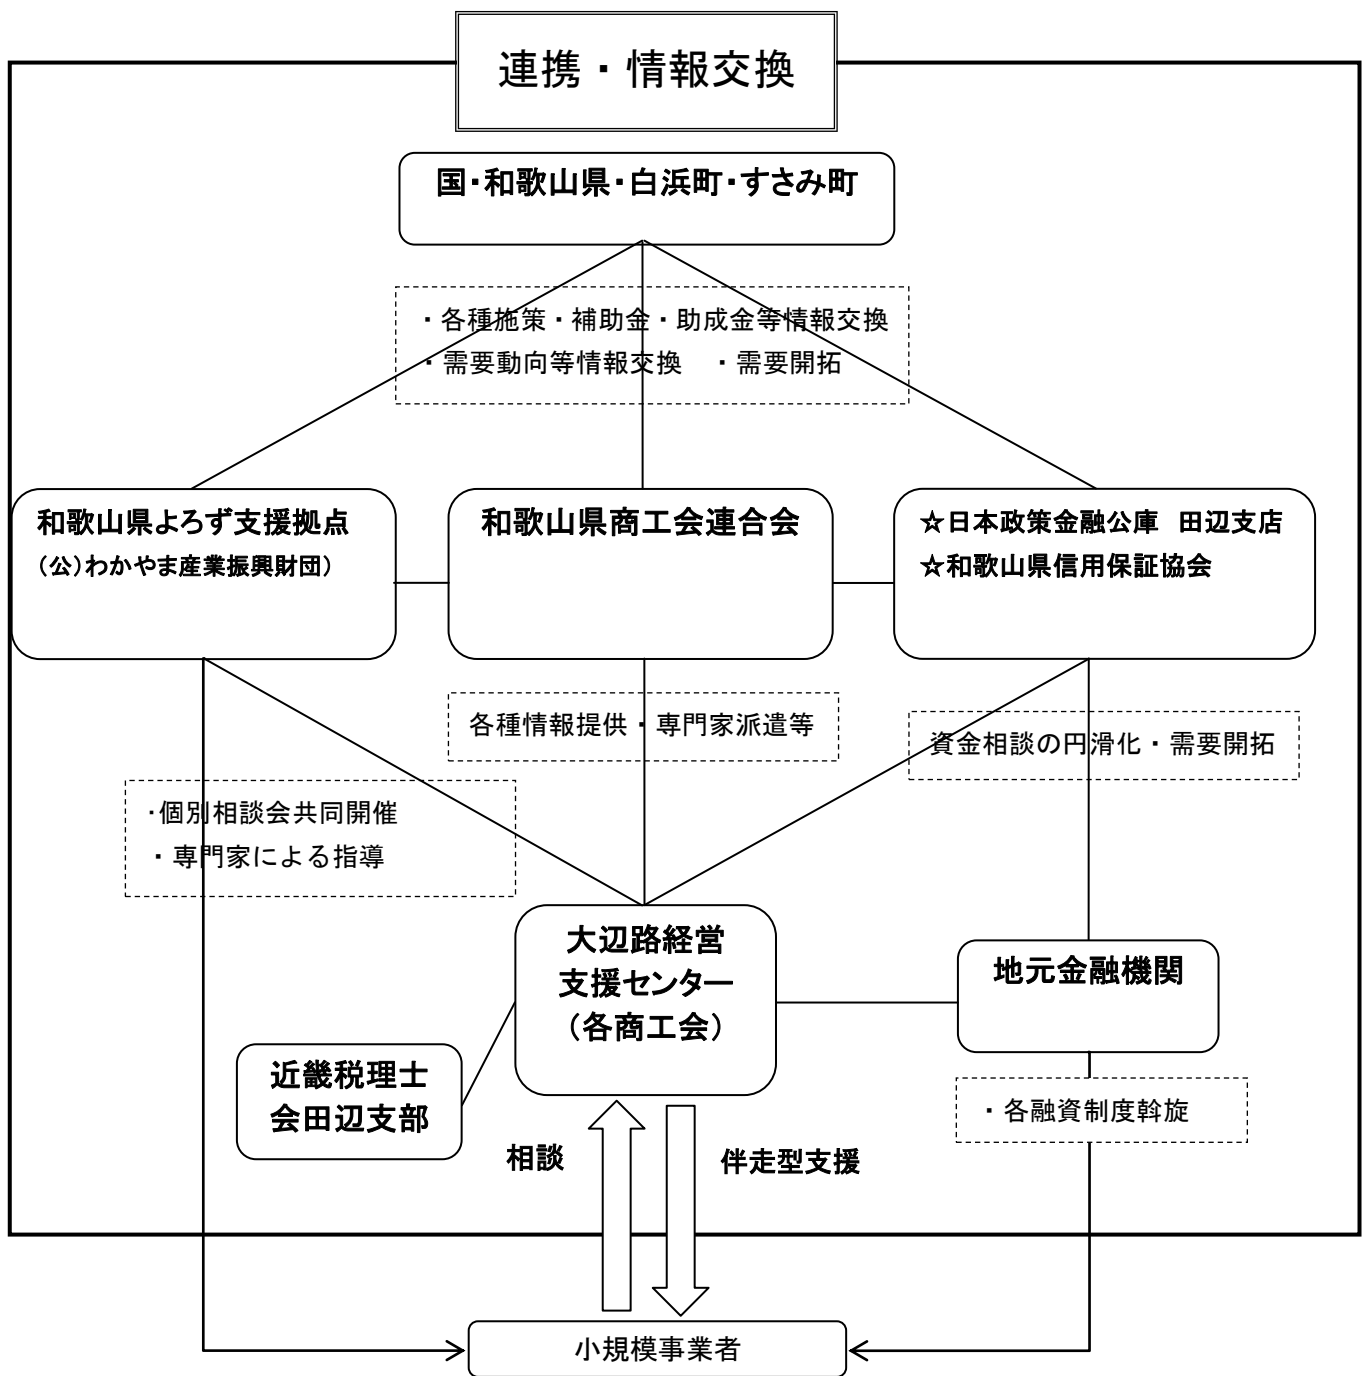 連携・情報交換
国・和歌山県・白浜町・すさみ町
・各種施策・補助金・助成金等情報交換
・需要動向等情報交換　・需要開拓
和歌山県よろず支援拠点
（公）わかやま産業振興財団）
和歌山県商工会連合会
☆日本政策金融公庫　田辺支店
☆和歌山県信用保証協会
各種情報提供・専門家派遣等
資金相談の円滑化・需要開拓
・個別相談会共同開催
・専門家による指導
大辺路経営
支援センター
（各商工会）
地元金融機関
近畿税理士
会田辺支部
・各融資制度斡旋
相談
伴走型支援
小規模事業者